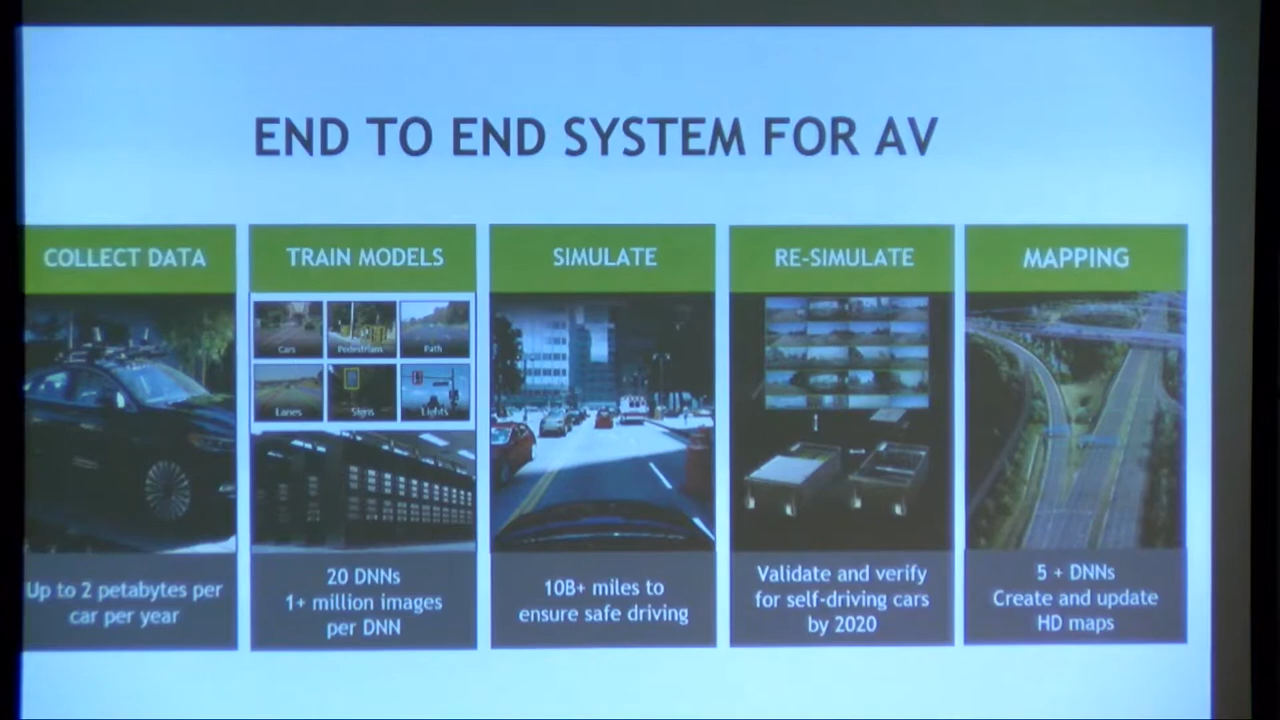 END TO END SYSTEM FOR AV
COLLECT DATA
Up to 2 petabytes per
car per year
TRAIN MODELS
Cars
Pedestrians
Path
Lanes
Signs
Lights
20 DNNs
1+ million images
per DNN
SIMULATE
10B+ miles to
ensure safe driving
RE-SIMULATE
Validate and verify
for self-driving cars
by 2020
MAPPING
5 + DNNs
Create and update
HD maps